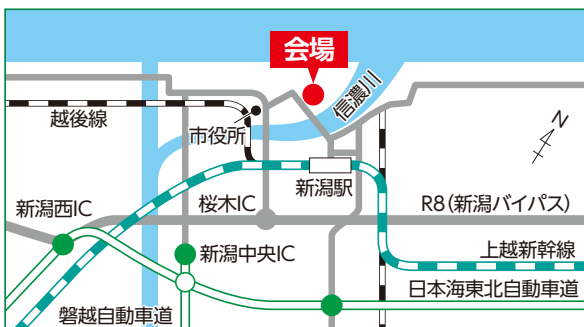 会場
信濃川
越後線
市役所
N
新潟駅
新潟西IC
桜木IC
R8(新潟バイパス)
新潟中央IC
上越新幹線
日本海東北自動車道
磐越自動車道